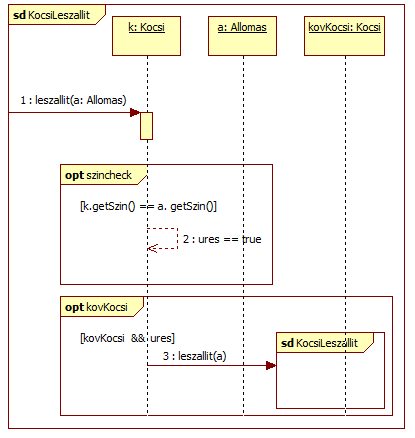 sd KocsiLeszallit
k: Kocsi
a: Allomas
kovKocsi: Kocsi
1 : leszallit(a: Allomas)
opt szincheck
[k.getSzin() == a. getSzin()]
2 : ures == true
opt kovKocsi
[kovKocsi && ures]
sd KocsiLeszallit
3 : leszallit(a)